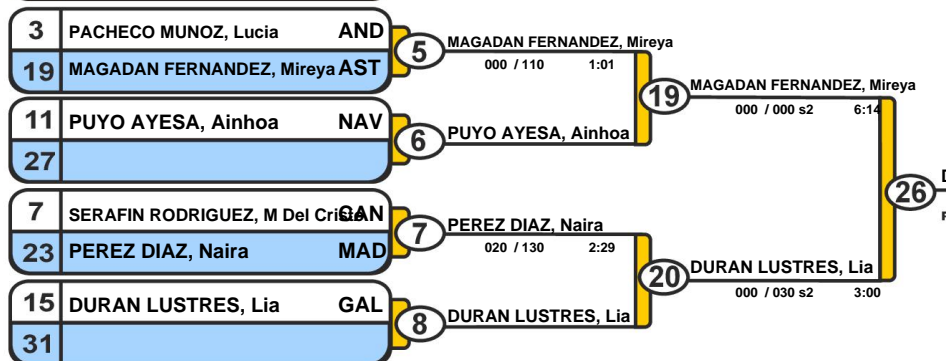 3 PACHECO MUNOZ, Lucia AND
19 MAGADAN FERNANDEZ, Mireya AST
5
MAGADAN FERNANDEZ, Mireya
000 / 110 1:01
11 PUYO AYESA, Ainhoa NAV
27
6
PUYO AYESA, Ainhoa
19
MAGADAN FERNANDEZ, Mireya
000 / 000 s2 6:14
7 SERAFIN RODRIGUEZ, M Del Cristo CAN
23 PEREZ DIAZ, Naira MAD
7
PEREZ DIAZ, Naira
020 / 130 2:29
15 DURAN LUSTRES, Lia GAL
31
8
DURAN LUSTRES, Lia
20
DURAN LUSTRES, Lia
000 / 030 s2 3:00
26